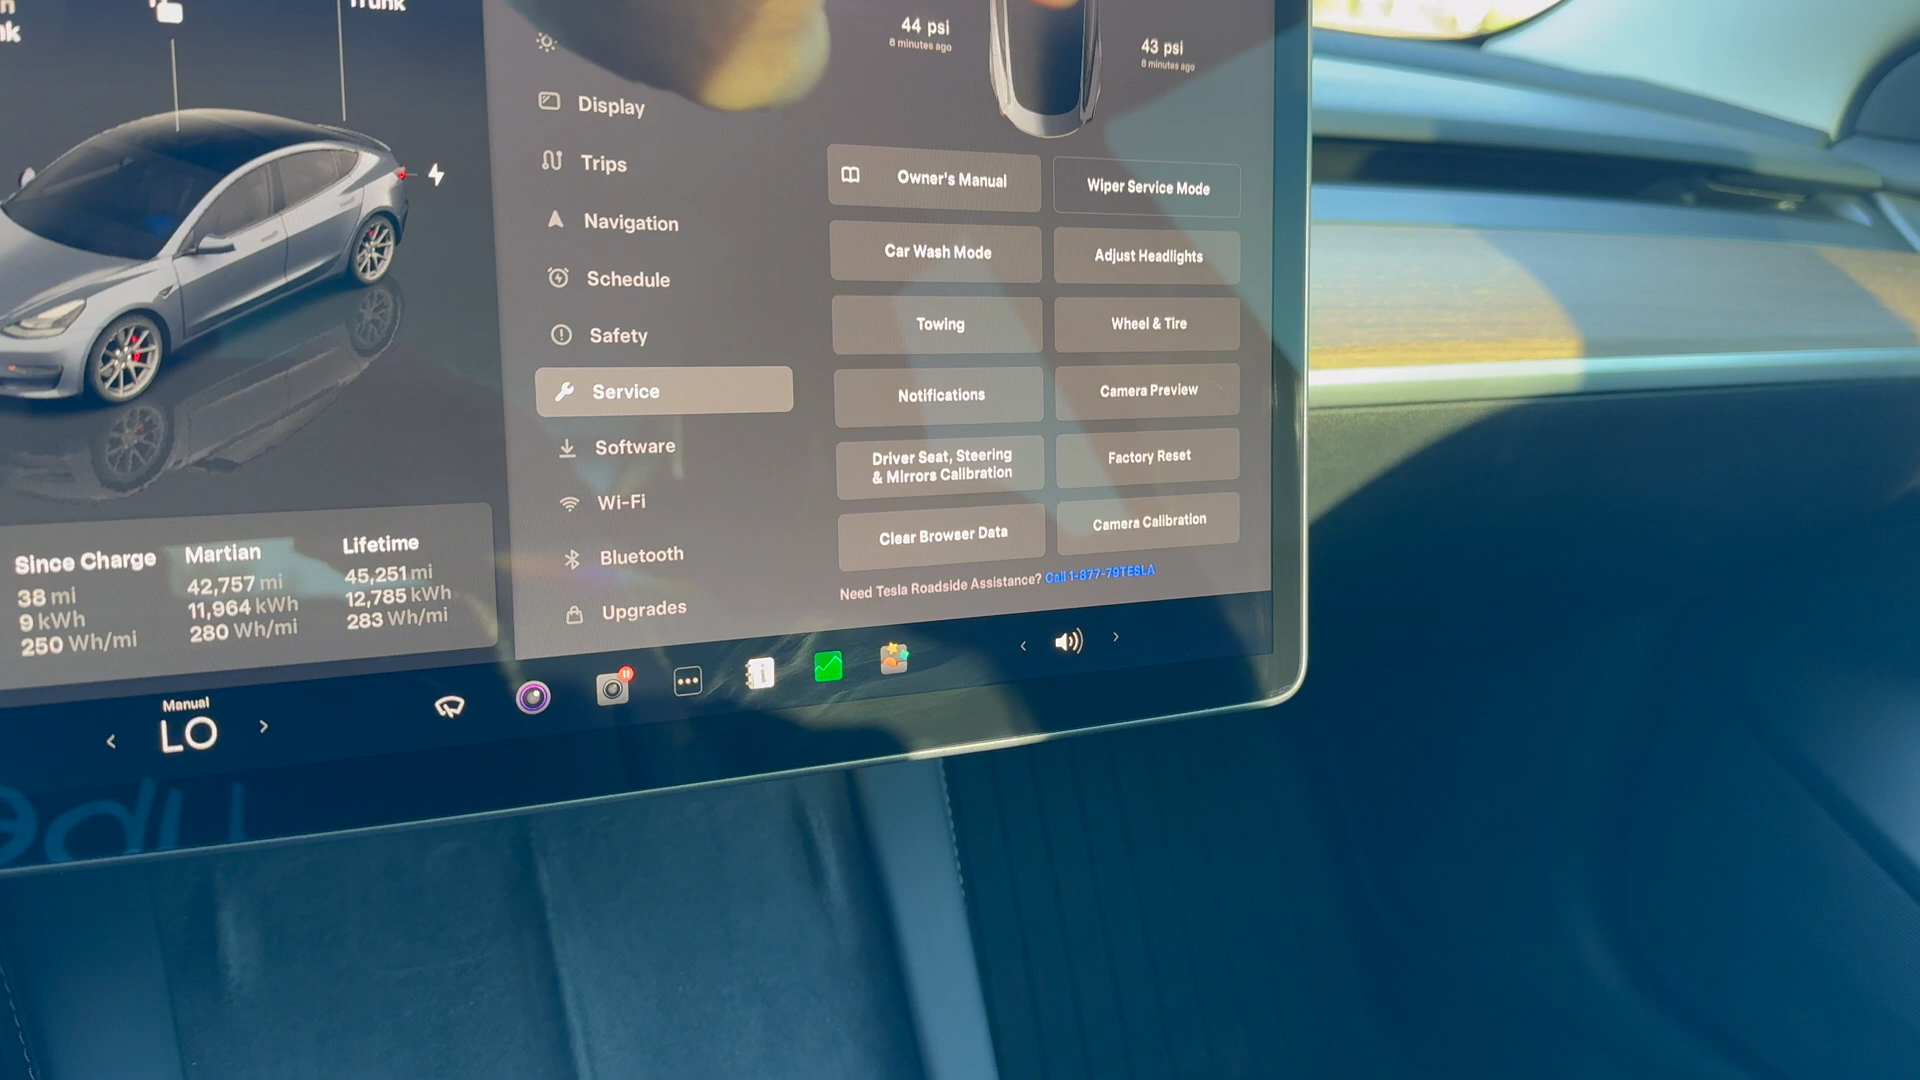 44 psi
8 minutes ago
43 psi
8 minutes ago
Display
Trips
Navigation
Schedule
Safety
Service
Software
Wi-Fi
Bluetooth
Upgrades
Owner's Manual
Wiper Service Mode
Car Wash Mode
Adjust Headlights
Towing
Wheel & Tire
Notifications
Camera Preview
Driver Seat, Steering
& Mirrors Calibration
Factory Reset
Clear Browser Data
Camera Calibration
Need Tesla Roadside Assistance? Call 1-877-79TESLA
Since Charge
38 mi
9 kWh
250 Wh/mi
Martian
42,757 mi
11,964 kWh
280 Wh/mi
Lifetime
45,251 mi
12,785 kWh
283 Wh/mi
Manual
LO